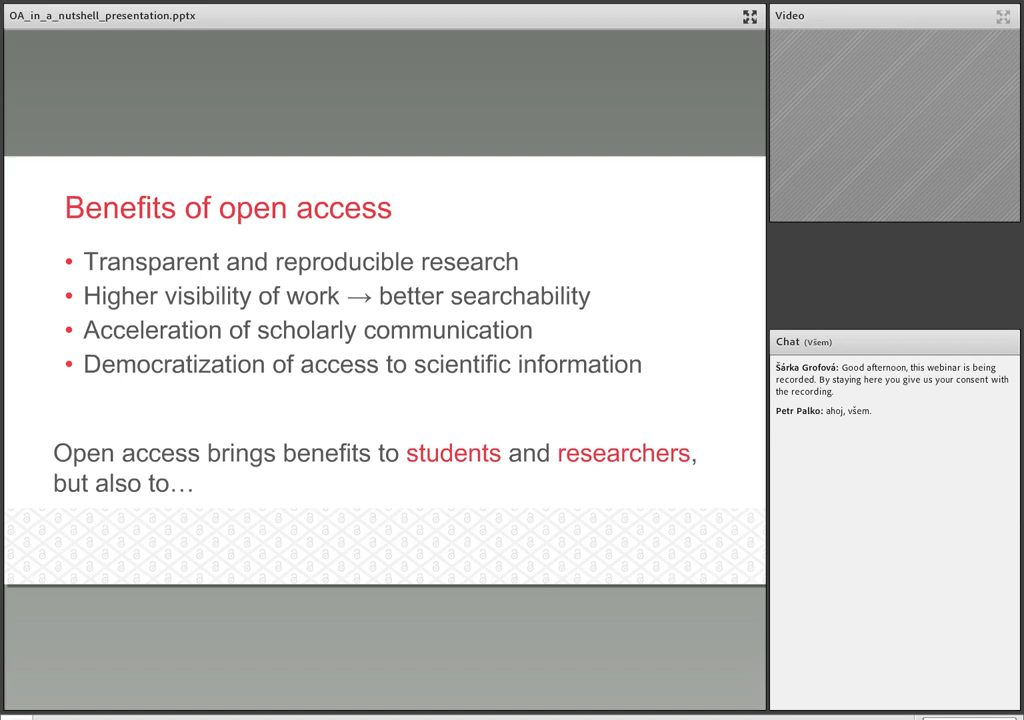 OA_in_a_nutshell_presentation.pptx
Benefits of open access
• Transparent and reproducible research
• Higher visibility of work → better searchability
• Acceleration of scholarly communication
• Democratization of access to scientific information
Open access brings benefits to students and researchers,
but also to…
Video
Chat (Všem)
Šárka Grofová: Good afternoon, this webinar is being
recorded. By staying here you give us your consent with
the recording.
Petr Palko: ahoj, všem.